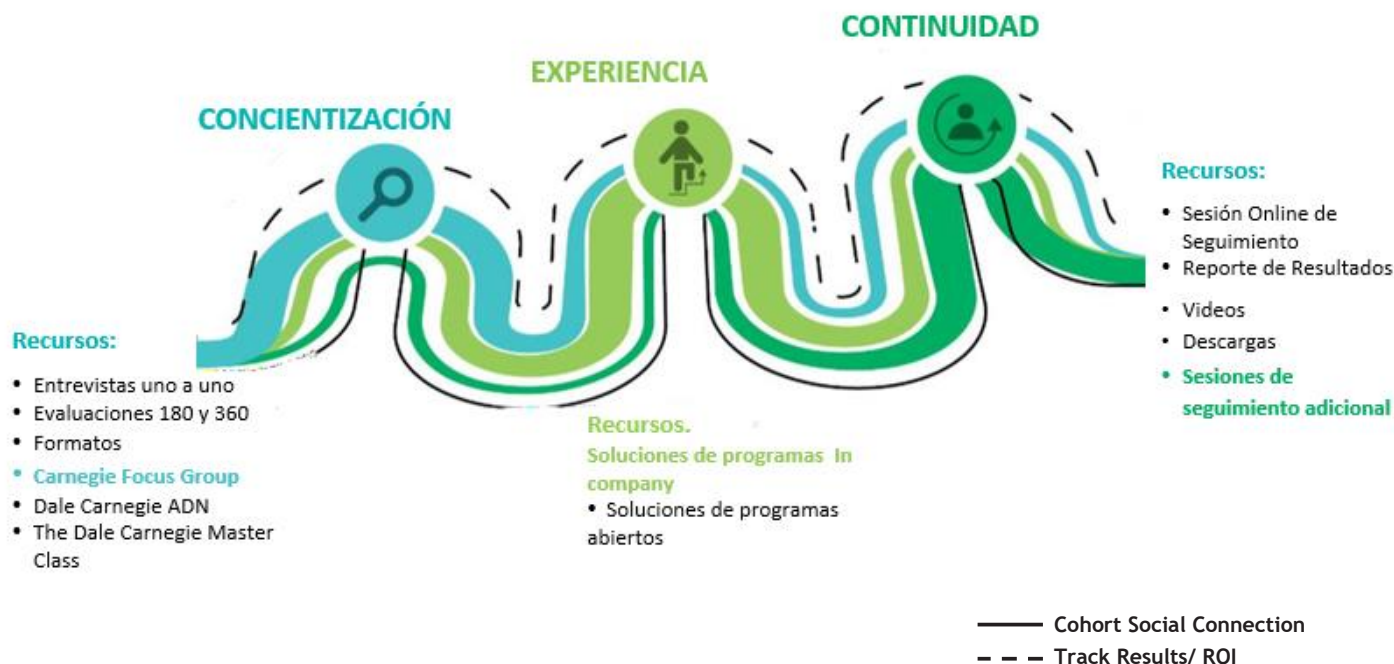 CONTINUIDAD
EXPERIENCIA
CONCIENTIZACIÓN
Recursos:
• Entrevistas uno a uno
• Evaluaciones 180 y 360
• Formatos
• Carnegie Focus Group
• Dale Carnegie ADN
• The Dale Carnegie Master
Class
Recursos.
Soluciones de programas In
company
• Soluciones de programas
abiertos
Recursos:
• Sesión Online de
Seguimiento
• Reporte de Resultados
• Videos
• Descargas
• Sesiones de
seguimiento adicional
Cohort Social Connection
Track Results/ ROI